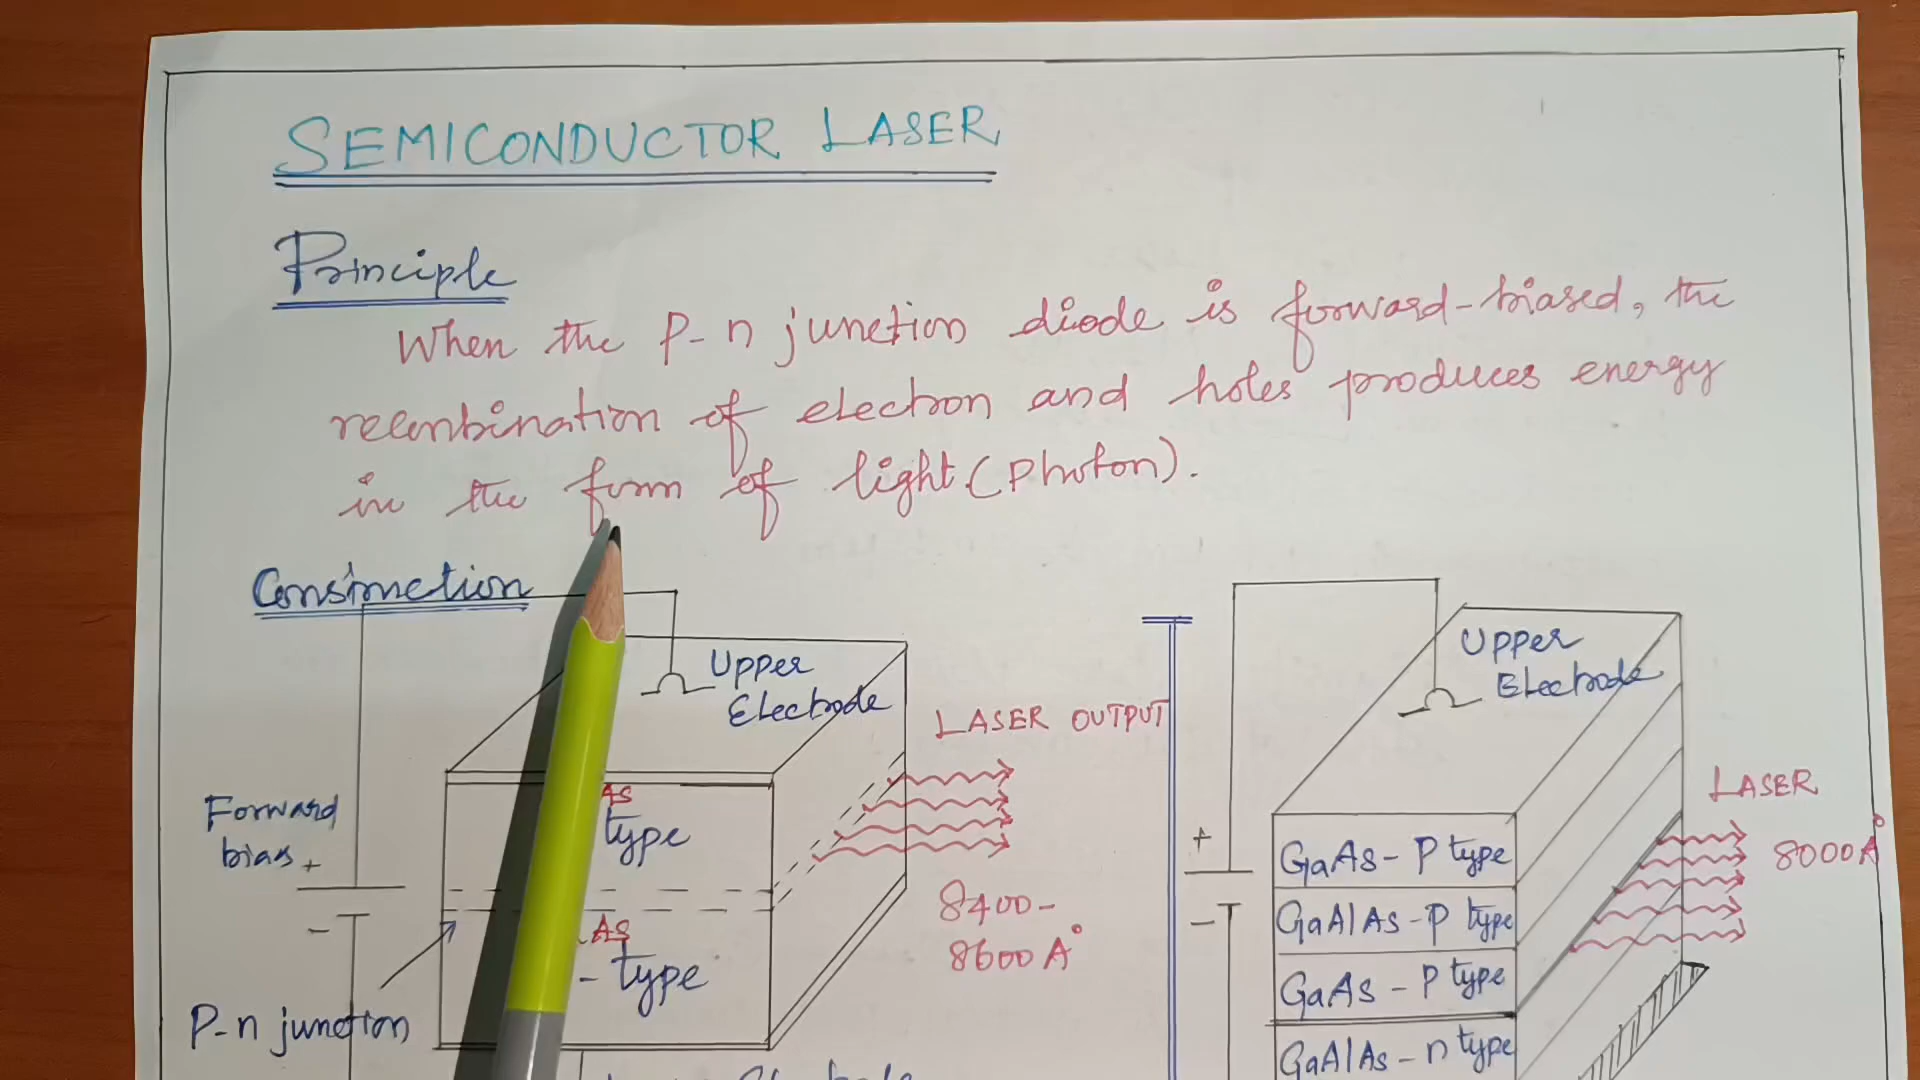 SEMICONDUCTOR LASER
Principle
When the P-n junction diode is forward-biased, the
recombination of electron and holes produces energy
in the form of light (Photon).
Construction
Upper
Electrode
LASER OUTPUT
Forward
bias +
-
As
type
As
- type
P-n junction
8400-
8600 A°
Upper
Electrode
+
-
GaAs - P type
GaAlAs - P type
GaAs - P type
GaAlAs - n type
LASER
8000 A°